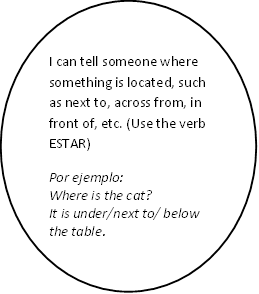 I can tell someone where
something is located, such
as next to, across from, in
front of, etc. (Use the verb
ESTAR)
Por ejemplo:
Where is the cat?
It is under/next to/ below
the table.